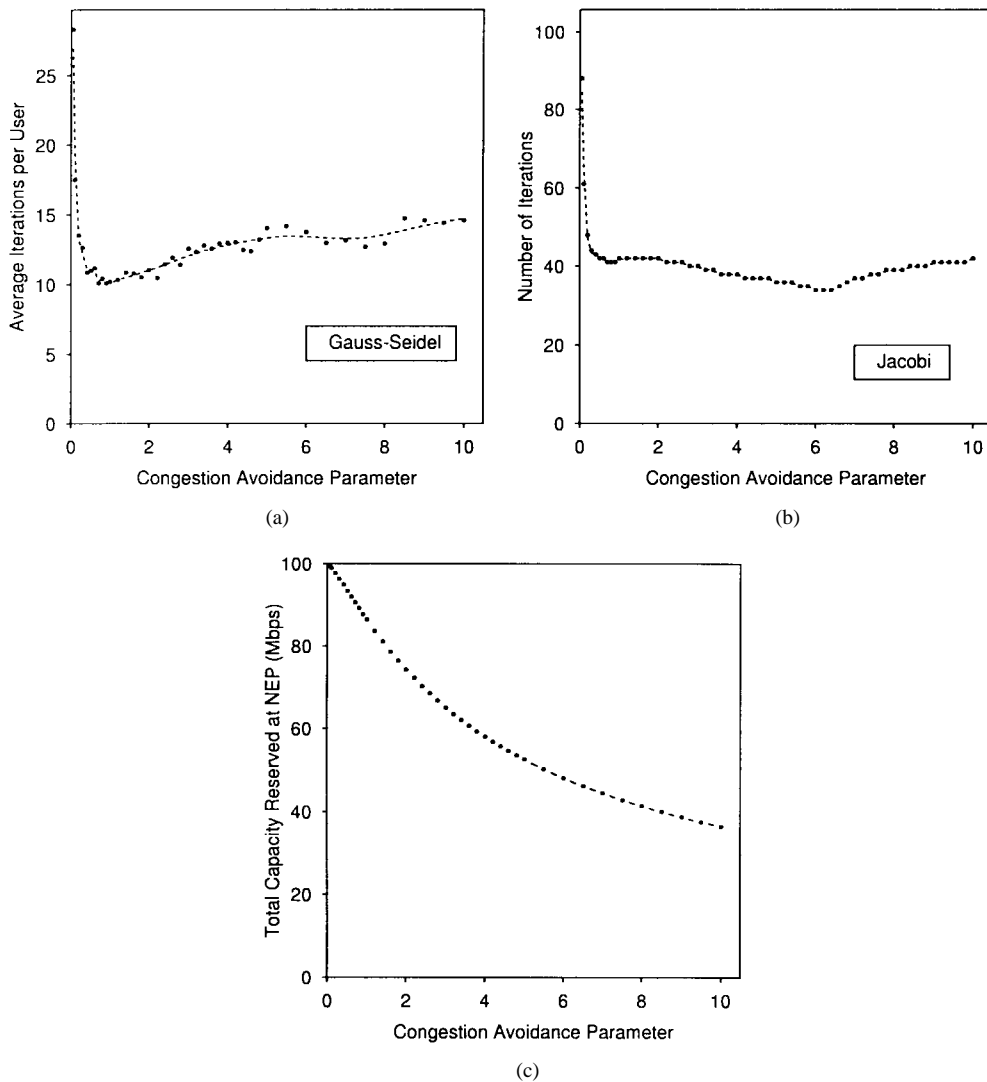 Average Iterations per User
25
20
15
10
5
0
0 2 4 6 8 10
Gauss-Seidel
Congestion Avoidance Parameter
(a)
Number of Iterations
100
80
60
40
20
0
0 2 4 6 8 10
Jacobi
Congestion Avoidance Parameter
(b)
Total Capacity Reserved at NEP (Mbps)
100
80
60
40
20
0
0 2 4 6 8 10
Congestion Avoidance Parameter
(c)